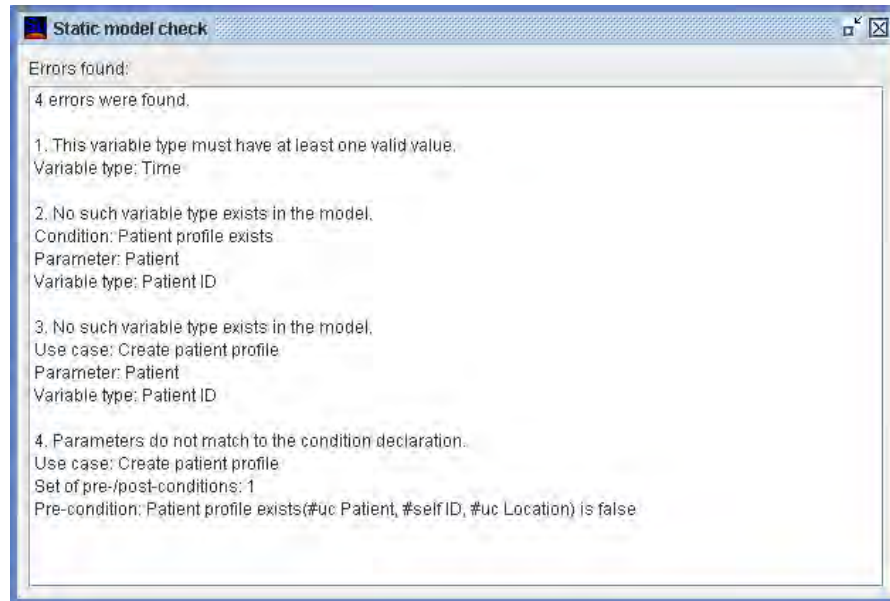 Static model check
Errors found:
4 errors were found.
1. This variable type must have at least one valid value.
Variable type: Time
2. No such variable type exists in the model.
Condition: Patient profile exists
Parameter: Patient
Variable type: Patient ID
3. No such variable type exists in the model.
Use case: Create patient profile
Parameter: Patient
Variable type: Patient ID
4. Parameters do not match to the condition declaration.
Use case: Create patient profile
Set of pre-/post-conditions: 1
Pre-condition: Patient profile exists(#uc Patient, #self ID, #uc Location) is false